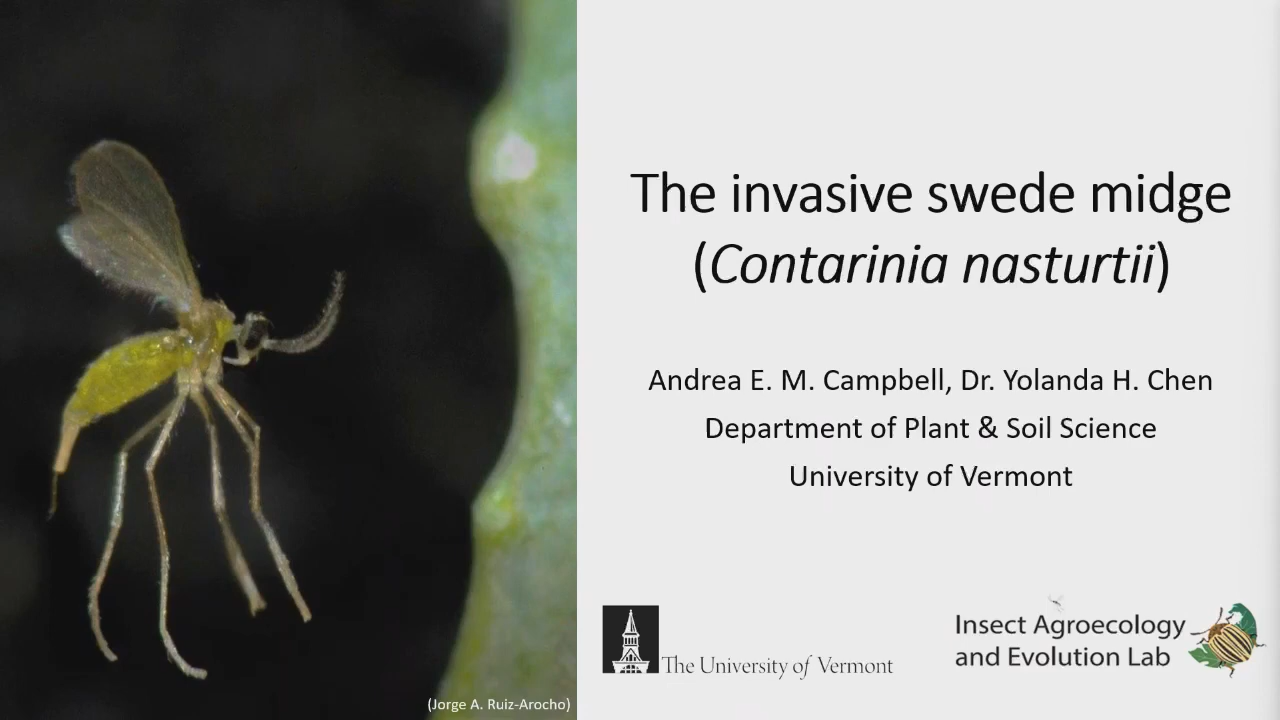 The invasive swede midge
(Contarinia nasturtii)
Andrea E. M. Campbell, Dr. Yolanda H. Chen
Department of Plant & Soil Science
University of Vermont
The University of Vermont
Insect Agroecology
and Evolution Lab
(Jorge A. Ruiz-Arocho)